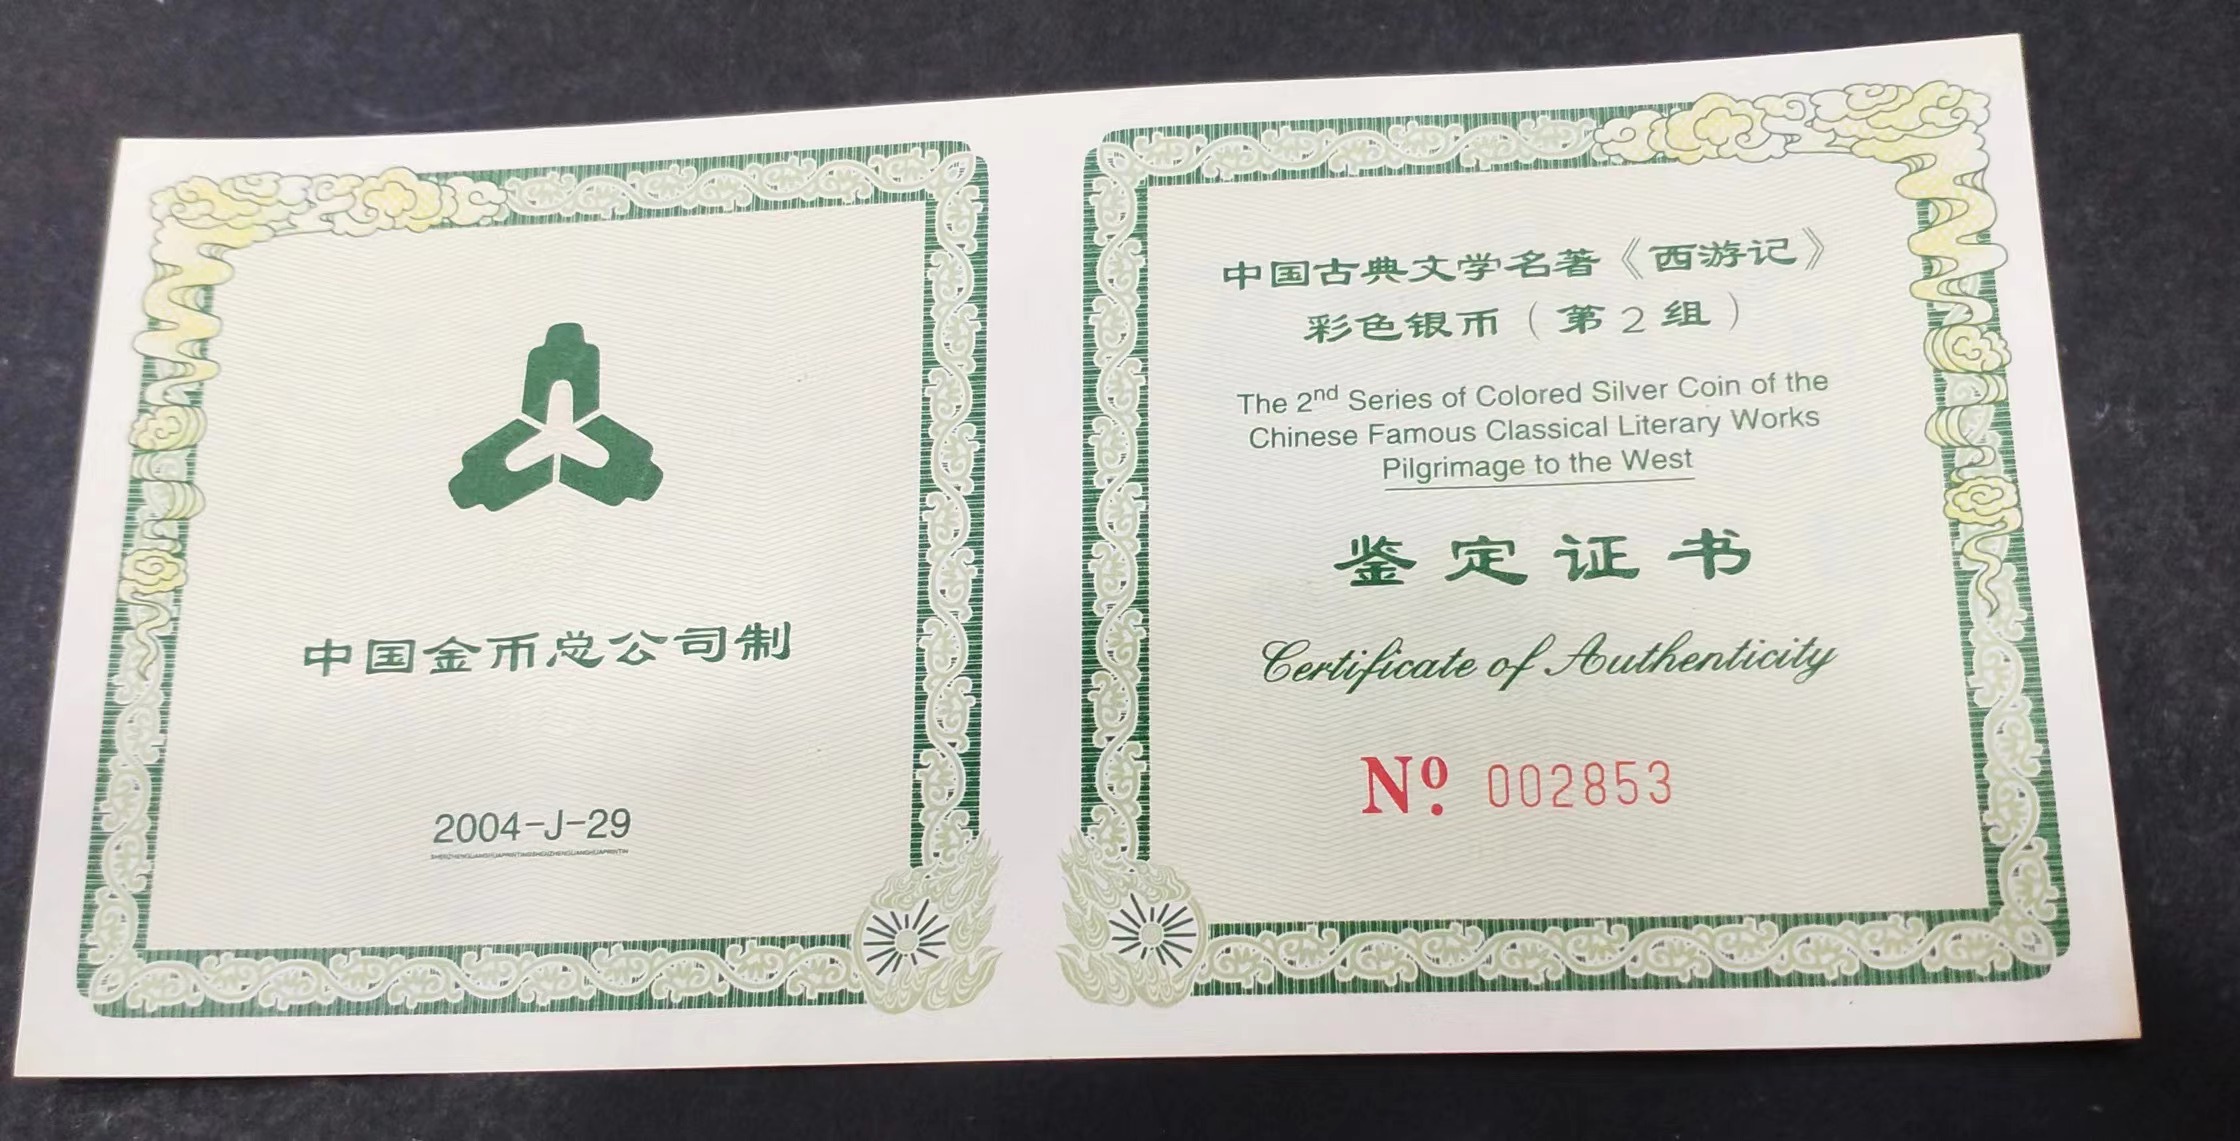 中国金币总公司制
2004-J-29
中国古典文学名著《西游记》
彩色银币（第2组）
The 2nd Series of Colored Silver Coin of the
Chinese Famous Classical Literary Works
Pilgrimage to the West
鉴定证书
Certificate of Authenticity
Nº. 002853